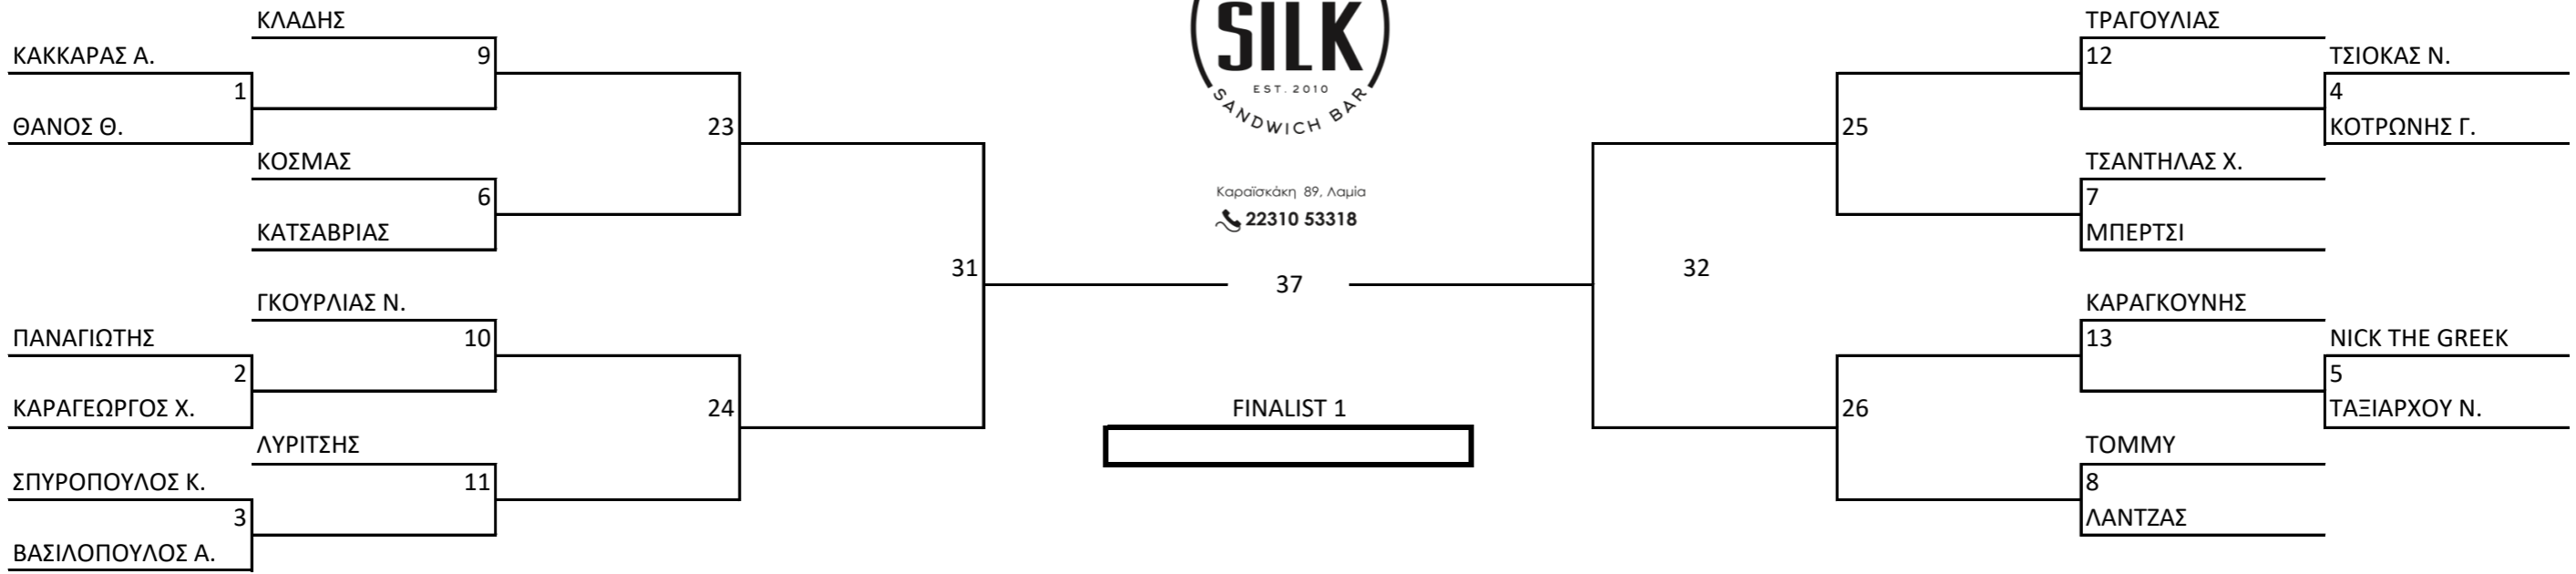 ΚΛΑΔΗΣ
ΚΑΚΚΑΡΑΣ Α.
9
1
ΘΑΝΟΣ Θ.
23
ΚΟΣΜΑΣ
6
ΚΑΤΣΑΒΡΙΑΣ
31
ΓΚΟΥΡΛΙΑΣ Ν.
ΠΑΝΑΓΙΩΤΗΣ
10
2
ΚΑΡΑΓΕΩΡΓΟΣ Χ.
24
ΛΥΡΙΤΣΗΣ
ΣΠΥΡΟΠΟΥΛΟΣ Κ.
11
3
ΒΑΣΙΛΟΠΟΥΛΟΣ Α.
SILK
EST. 2010
SANDWICH BAR
Καραϊσκάκη 89, Λαμία
22310 53318
37
FINALIST 1
ΤΡΑΓΟΥΛΙΑΣ
12
ΤΣΙΟΚΑΣ Ν.
4
25
ΚΟΤΡΩΝΗΣ Γ.
ΤΣΑΝΤΗΛΑΣ Χ.
7
ΜΠΕΡΤΣΙ
32
ΚΑΡΑΓΚΟΥΝΗΣ
13
NICK THE GREEK
5
26
ΤΑΞΙΑΡΧΟΥ Ν.
TOMMY
8
ΛΑΝΤΖΑΣ